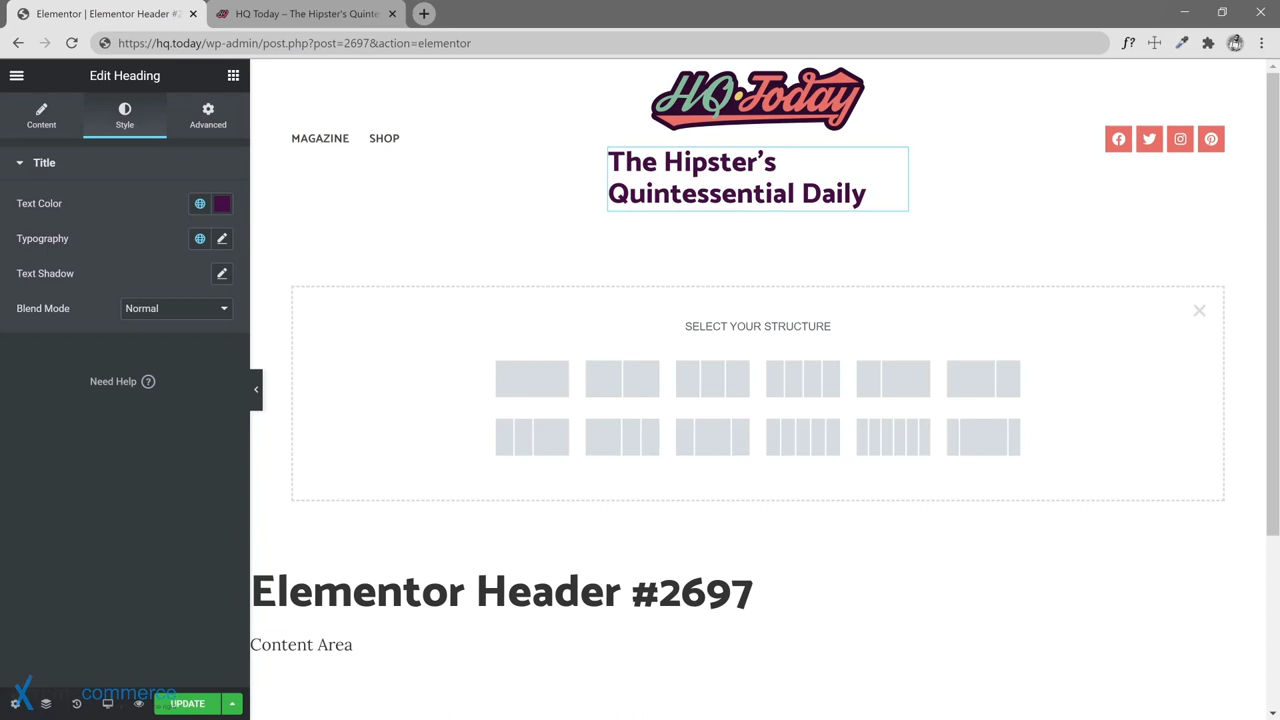 Elementor | Elementor Header #2
HQ Today – The Hipster's Quinte
https://hq.today/wp-admin/post.php?post=2697&action=elementor
f?
Edit Heading
Content
Style
Advanced
Title
Text Color
Typography
Text Shadow
Blend Mode
Normal
Need Help
?
commerce
UPDATE
HQ Today
MAGAZINE
SHOP
The Hipster’s
Quintessential Daily
SELECT YOUR STRUCTURE
Elementor Header #2697
Content Area